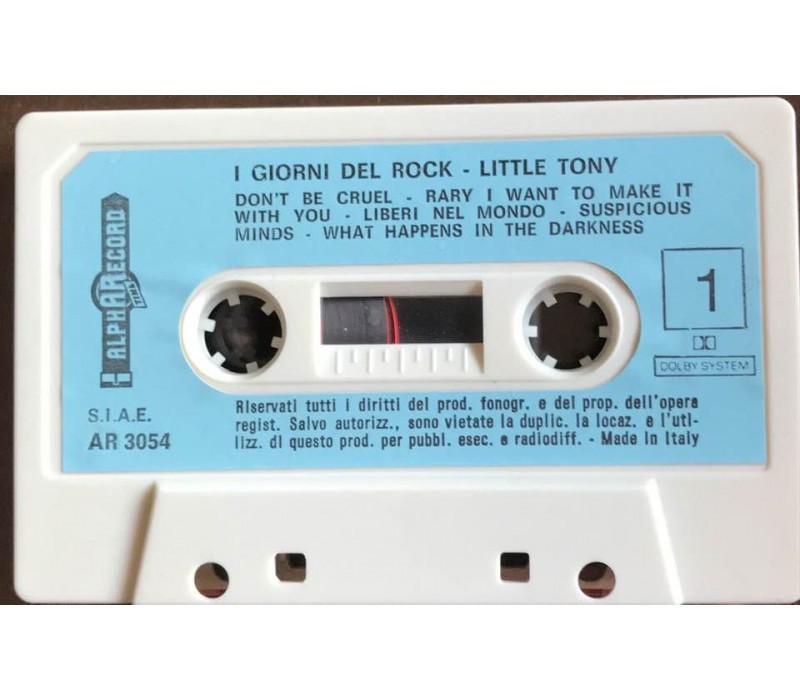 I GIORNI DEL ROCK - LITTLE TONY
DON'T BE CRUEL - RARY I WANT TO MAKE IT
WITH YOU - LIBERI NEL MONDO - SUSPICIOUS
MINDS - WHAT HAPPENS IN THE DARKNESS
ALPHARECORD
1
DOLBY SYSTEM
S.I.A.E.
AR 3054
Riservati tutti i diritti del prod. fonogr. e del prop. dell'opera
regist. Salvo autorizz., sono vietate la duplic. la locaz. e l'uti-
lizz. di questo prod. per pubbl. esec. e radiodiff. - Made in Italy